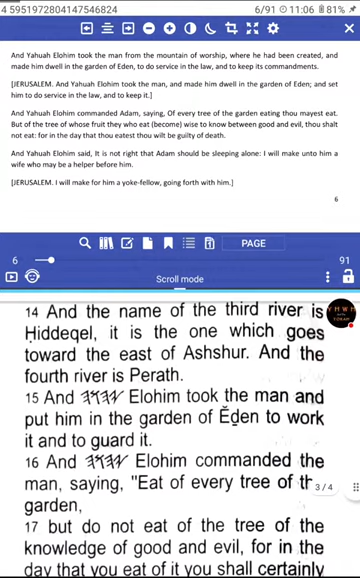 4 5951972804147546824
6/91 11:06 81%
And Yahuah Elohim took the man from the mountain of worship, where he had been created, and
made him dwell in the garden of Eden, to do service in the law, and to keep its commandments.
[JERUSALEM. And Yahuah Elohim took the man, and made him dwell in the garden of Eden; and set
him to do service in the law, and to keep it.]
And Yahuah Elohim commanded Adam, saying, Of every tree of the garden eating thou mayest eat.
But of the tree of whose fruit they who eat (become) wise to know between good and evil, thou shalt
not eat: for in the day that thou eatest thou wilt be guilty of death.
And Yahuah Elohim said, It is not right that Adam should be sleeping alone: I will make unto him a
wife who may be a helper before him.
[JERUSALEM. I will make for him a yoke-fellow, going forth with him.]
6
PAGE
6
91
Scroll mode
14 And the name of the third river is
Ḥiddeqel, it is the one which goes
toward the east of Ashshur. And the
fourth river is Perath.
15 And 𐤉𐤄𐤅𐤄 Elohim took the man and
put him in the garden of Ěḏen to work
it and to guard it.
16 And 𐤉𐤄𐤅𐤄 Elohim commanded the
man, saying, "Eat of every tree of th
3/4
garden,
17 but do not eat of the tree of the
knowledge of good and evil, for in the
day that you eat of it you shall certainly